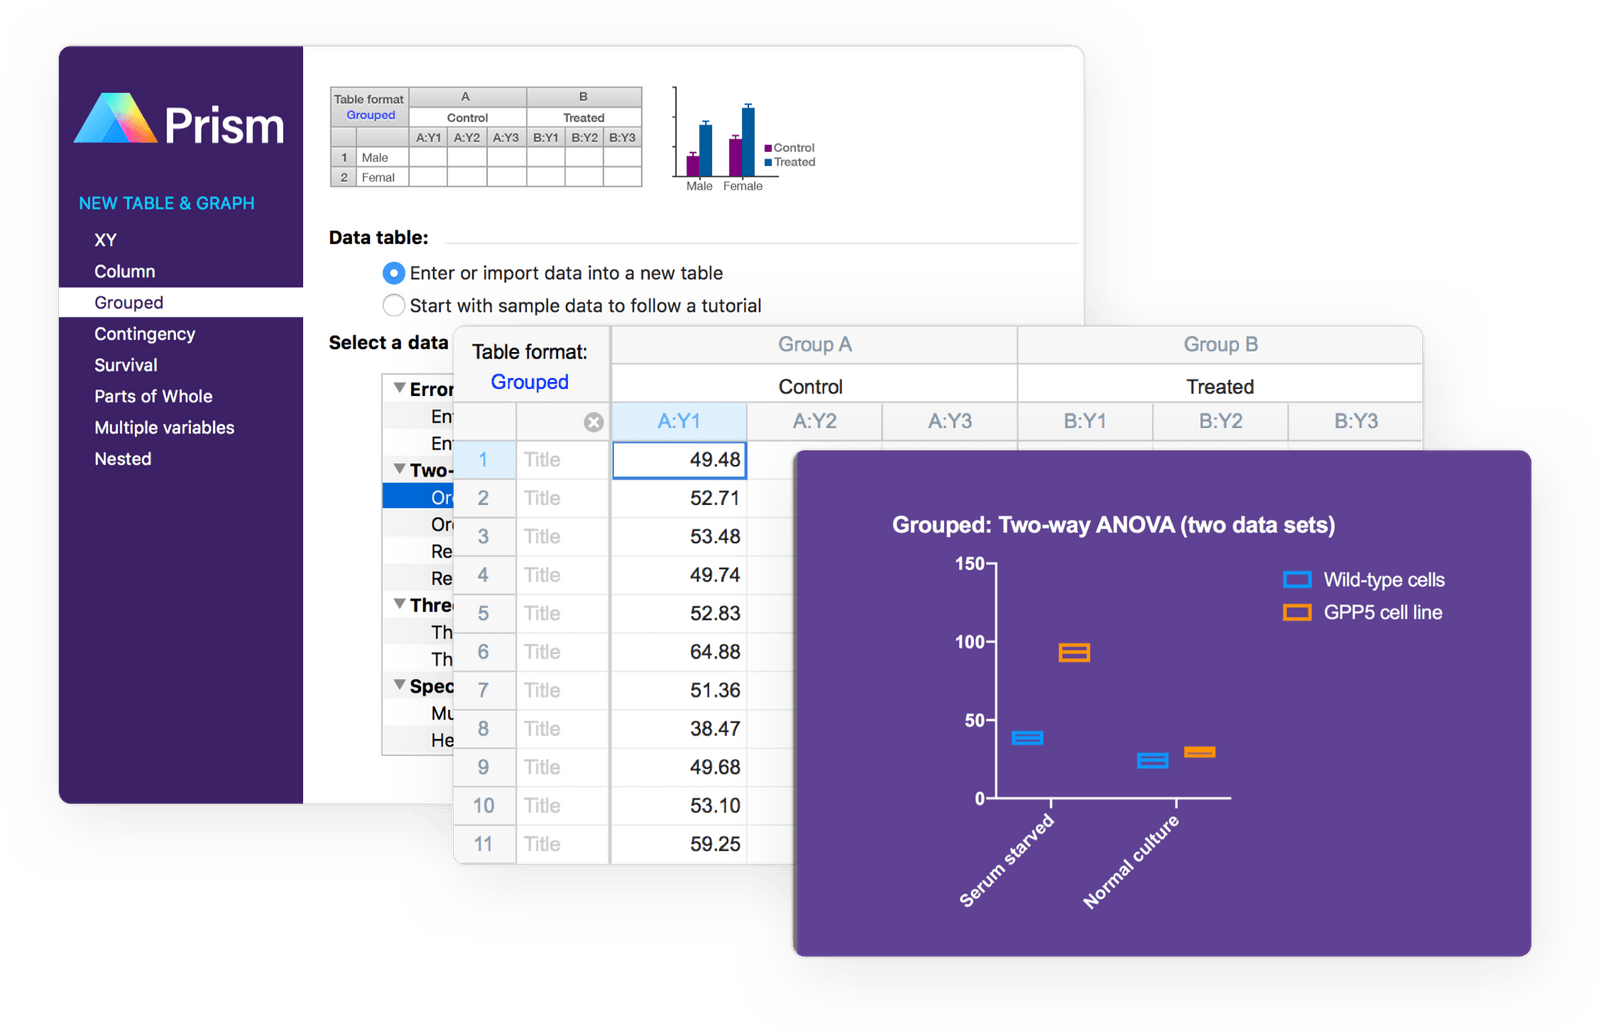 Prism
NEW TABLE & GRAPH
XY
Column
Grouped
Contingency
Survival
Parts of Whole
Multiple variables
Nested
Table format A B
Grouped Control Treated
A:Y1 A:Y2 A:Y3 B:Y1 B:Y2 B:Y3
1 Male
2 Femal
Control
Treated
Male Female
Data table:
Enter or import data into a new table
Start with sample data to follow a tutorial
Select a data
Error
En
En
Two-
Or
Or
Re
Re
Thre
Th
Th
Spec
Mu
He
Table format: Group A Group B
Grouped Control Treated
A:Y1 A:Y2 A:Y3 B:Y1 B:Y2 B:Y3
1 Title 49.48
2 Title 52.71
3 Title 53.48
4 Title 49.74
5 Title 52.83
6 Title 64.88
7 Title 51.36
8 Title 38.47
9 Title 49.68
10 Title 53.10
11 Title 59.25
Grouped: Two-way ANOVA (two data sets)
150
100
50
0
Wild-type cells
GPP5 cell line
Serum starved
Normal culture